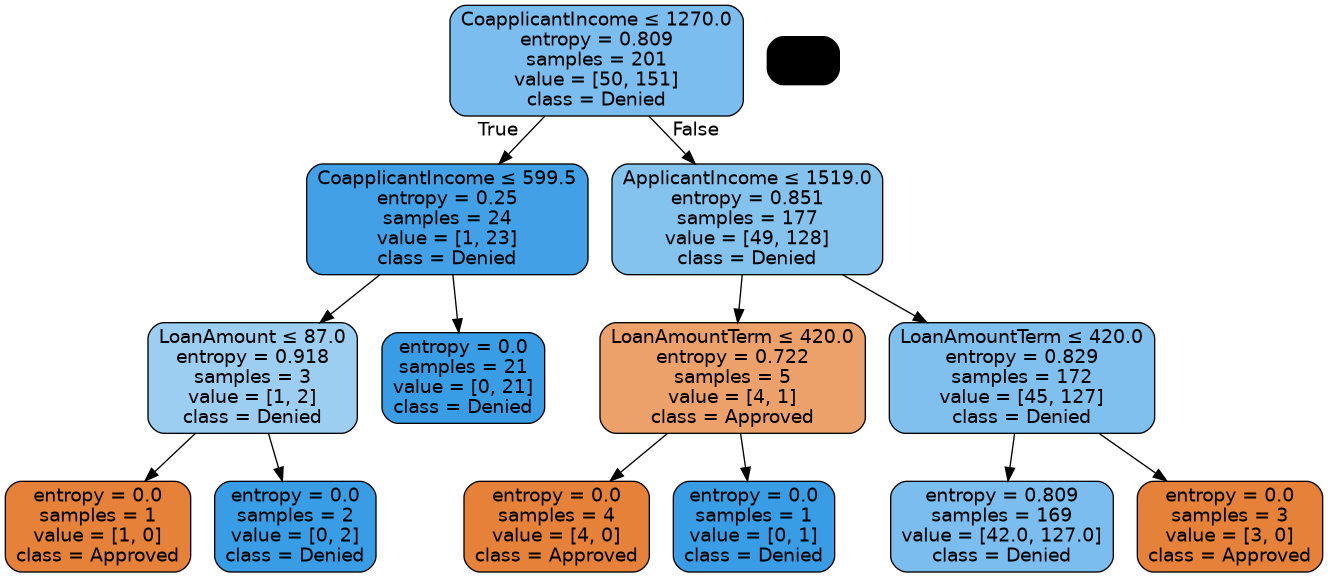 CoapplicantIncome ≤ 1270.0
entropy = 0.809
samples = 201
value = [50, 151]
class = Denied
True
False
CoapplicantIncome ≤ 599.5
entropy = 0.25
samples = 24
value = [1, 23]
class = Denied
ApplicantIncome ≤ 1519.0
entropy = 0.851
samples = 177
value = [49, 128]
class = Denied
LoanAmount ≤ 87.0
entropy = 0.918
samples = 3
value = [1, 2]
class = Denied
entropy = 0.0
samples = 21
value = [0, 21]
class = Denied
LoanAmountTerm ≤ 420.0
entropy = 0.722
samples = 5
value = [4, 1]
class = Approved
LoanAmountTerm ≤ 420.0
entropy = 0.829
samples = 172
value = [45, 127]
class = Denied
entropy = 0.0
samples = 1
value = [1, 0]
class = Approved
entropy = 0.0
samples = 2
value = [0, 2]
class = Denied
entropy = 0.0
samples = 4
value = [4, 0]
class = Approved
entropy = 0.0
samples = 1
value = [0, 1]
class = Denied
entropy = 0.809
samples = 169
value = [42.0, 127.0]
class = Denied
entropy = 0.0
samples = 3
value = [3, 0]
class = Approved